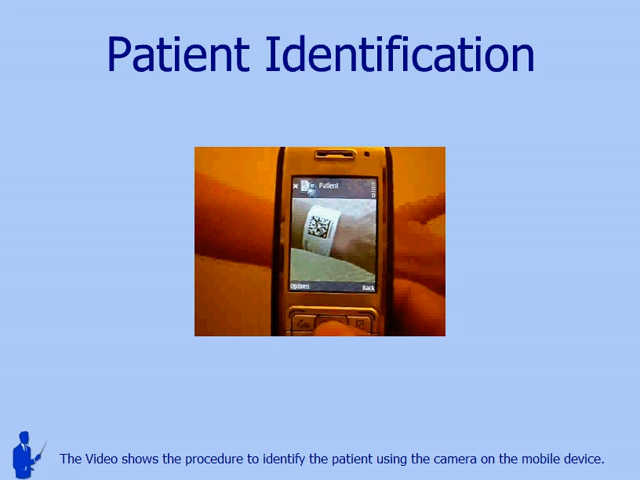 Patient Identification
Patient
Options Back
The Video shows the procedure to identify the patient using the camera on the mobile device.